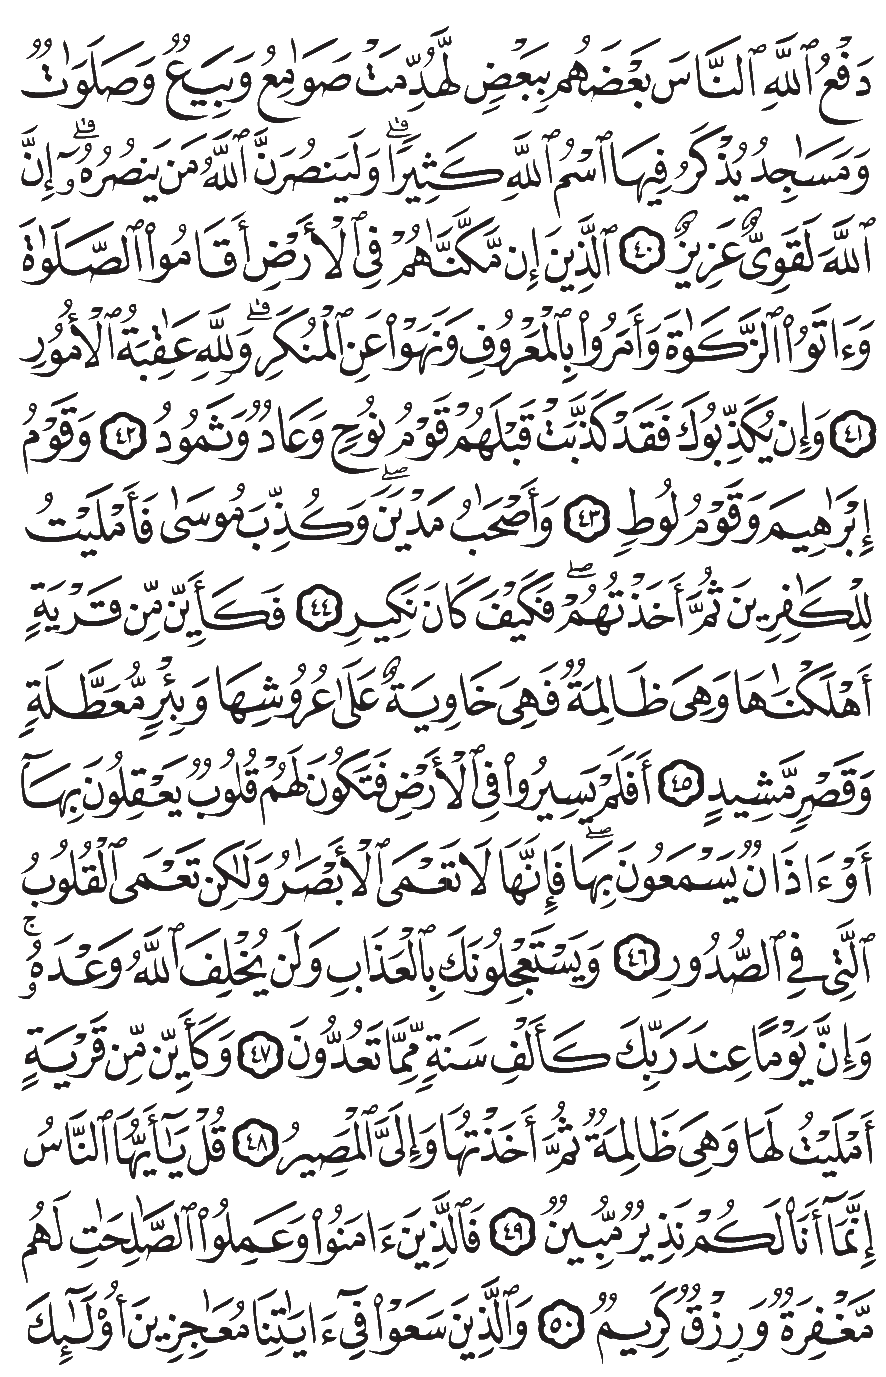 دَفْعُ ٱللَّهِ ٱلنَّاسَ بَعْضَهُم بِبَعْضٍ لَّهُدِّمَتْ صَوَٰمِعُ وَبِيَعٌ وَصَلَوَٰتٌ
وَمَسَٰجِدُ يُذْكَرُ فِيهَا ٱسْمُ ٱللَّهِ كَثِيرًا ۗ وَلَيَنصُرَنَّ ٱللَّهُ مَن يَنصُرُهُۥٓ ۗ إِنَّ
ٱللَّهَ لَقَوِىٌّ عَزِيزٌ ٤٠ ٱلَّذِينَ إِن مَّكَّنَّٰهُمْ فِى ٱلْأَرْضِ أَقَامُوا۟ ٱلصَّلَوٰةَ
وَءَاتَوُا۟ ٱلزَّكَوٰةَ وَأَمَرُوا۟ بِٱلْمَعْرُوفِ وَنَهَوْا۟ عَنِ ٱلْمُنكَرِ ۗ وَلِلَّهِ عَٰقِبَةُ ٱلْأُمُورِ
٤١ وَإِن يُكَذِّبُوكَ فَقَدْ كَذَّبَتْ قَبْلَهُمْ قَوْمُ نُوحٍ وَعَادٌ وَثَمُودُ ٤٢ وَقَوْمُ
إِبْرَٰهِيمَ وَقَوْمُ لُوطٍ ٤٣ وَأَصْحَٰبُ مَدْيَنَ ۖ وَكُذِّبَ مُوسَىٰ فَأَمْلَيْتُ
لِلْكَٰفِرِينَ ثُمَّ أَخَذْتُهُمْ ۖ فَكَيْفَ كَانَ نَكِيرِ ٤٤ فَكَأَيِّن مِّن قَرْيَةٍ
أَهْلَكْنَٰهَا وَهِىَ ظَالِمَةٌ فَهِىَ خَاوِيَةٌ عَلَىٰ عُرُوشِهَا وَبِئْرٍ مُّعَطَّلَةٍ
وَقَصْرٍ مَّشِيدٍ ٤٥ أَفَلَمْ يَسِيرُوا۟ فِى ٱلْأَرْضِ فَتَكُونَ لَهُمْ قُلُوبٌ يَعْقِلُونَ بِهَآ
أَوْ ءَاذَانٌ يَسْمَعُونَ بِهَا ۖ فَإِنَّهَا لَا تَعْمَى ٱلْأَبْصَٰرُ وَلَٰكِن تَعْمَى ٱلْقُلُوبُ
ٱلَّتِى فِى ٱلصُّدُورِ ٤٦ وَيَسْتَعْجِلُونَكَ بِٱلْعَذَابِ وَلَن يُخْلِفَ ٱللَّهُ وَعْدَهُۥ ۚ
وَإِنَّ يَوْمًا عِندَ رَبِّكَ كَأَلْفِ سَنَةٍ مِّمَّا تَعُدُّونَ ٤٧ وَكَأَيِّن مِّن قَرْيَةٍ
أَمْلَيْتُ لَهَا وَهِىَ ظَالِمَةٌ ثُمَّ أَخَذْتُهَا وَإِلَىَّ ٱلْمَصِيرُ ٤٨ قُلْ يَٰٓأَيُّهَا ٱلنَّاسُ
إِنَّمَآ أَنَا۠ لَكُمْ نَذِيرٌ مُّبِينٌ ٤٩ فَٱلَّذِينَ ءَامَنُوا۟ وَعَمِلُوا۟ ٱلصَّٰلِحَٰتِ لَهُم
مَّغْفِرَةٌ وَرِزْقٌ كَرِيمٌ ٥٠ وَٱلَّذِينَ سَعَوْا۟ فِىٓ ءَايَٰتِنَا مُعَٰجِزِينَ أُو۟لَٰٓئِكَ